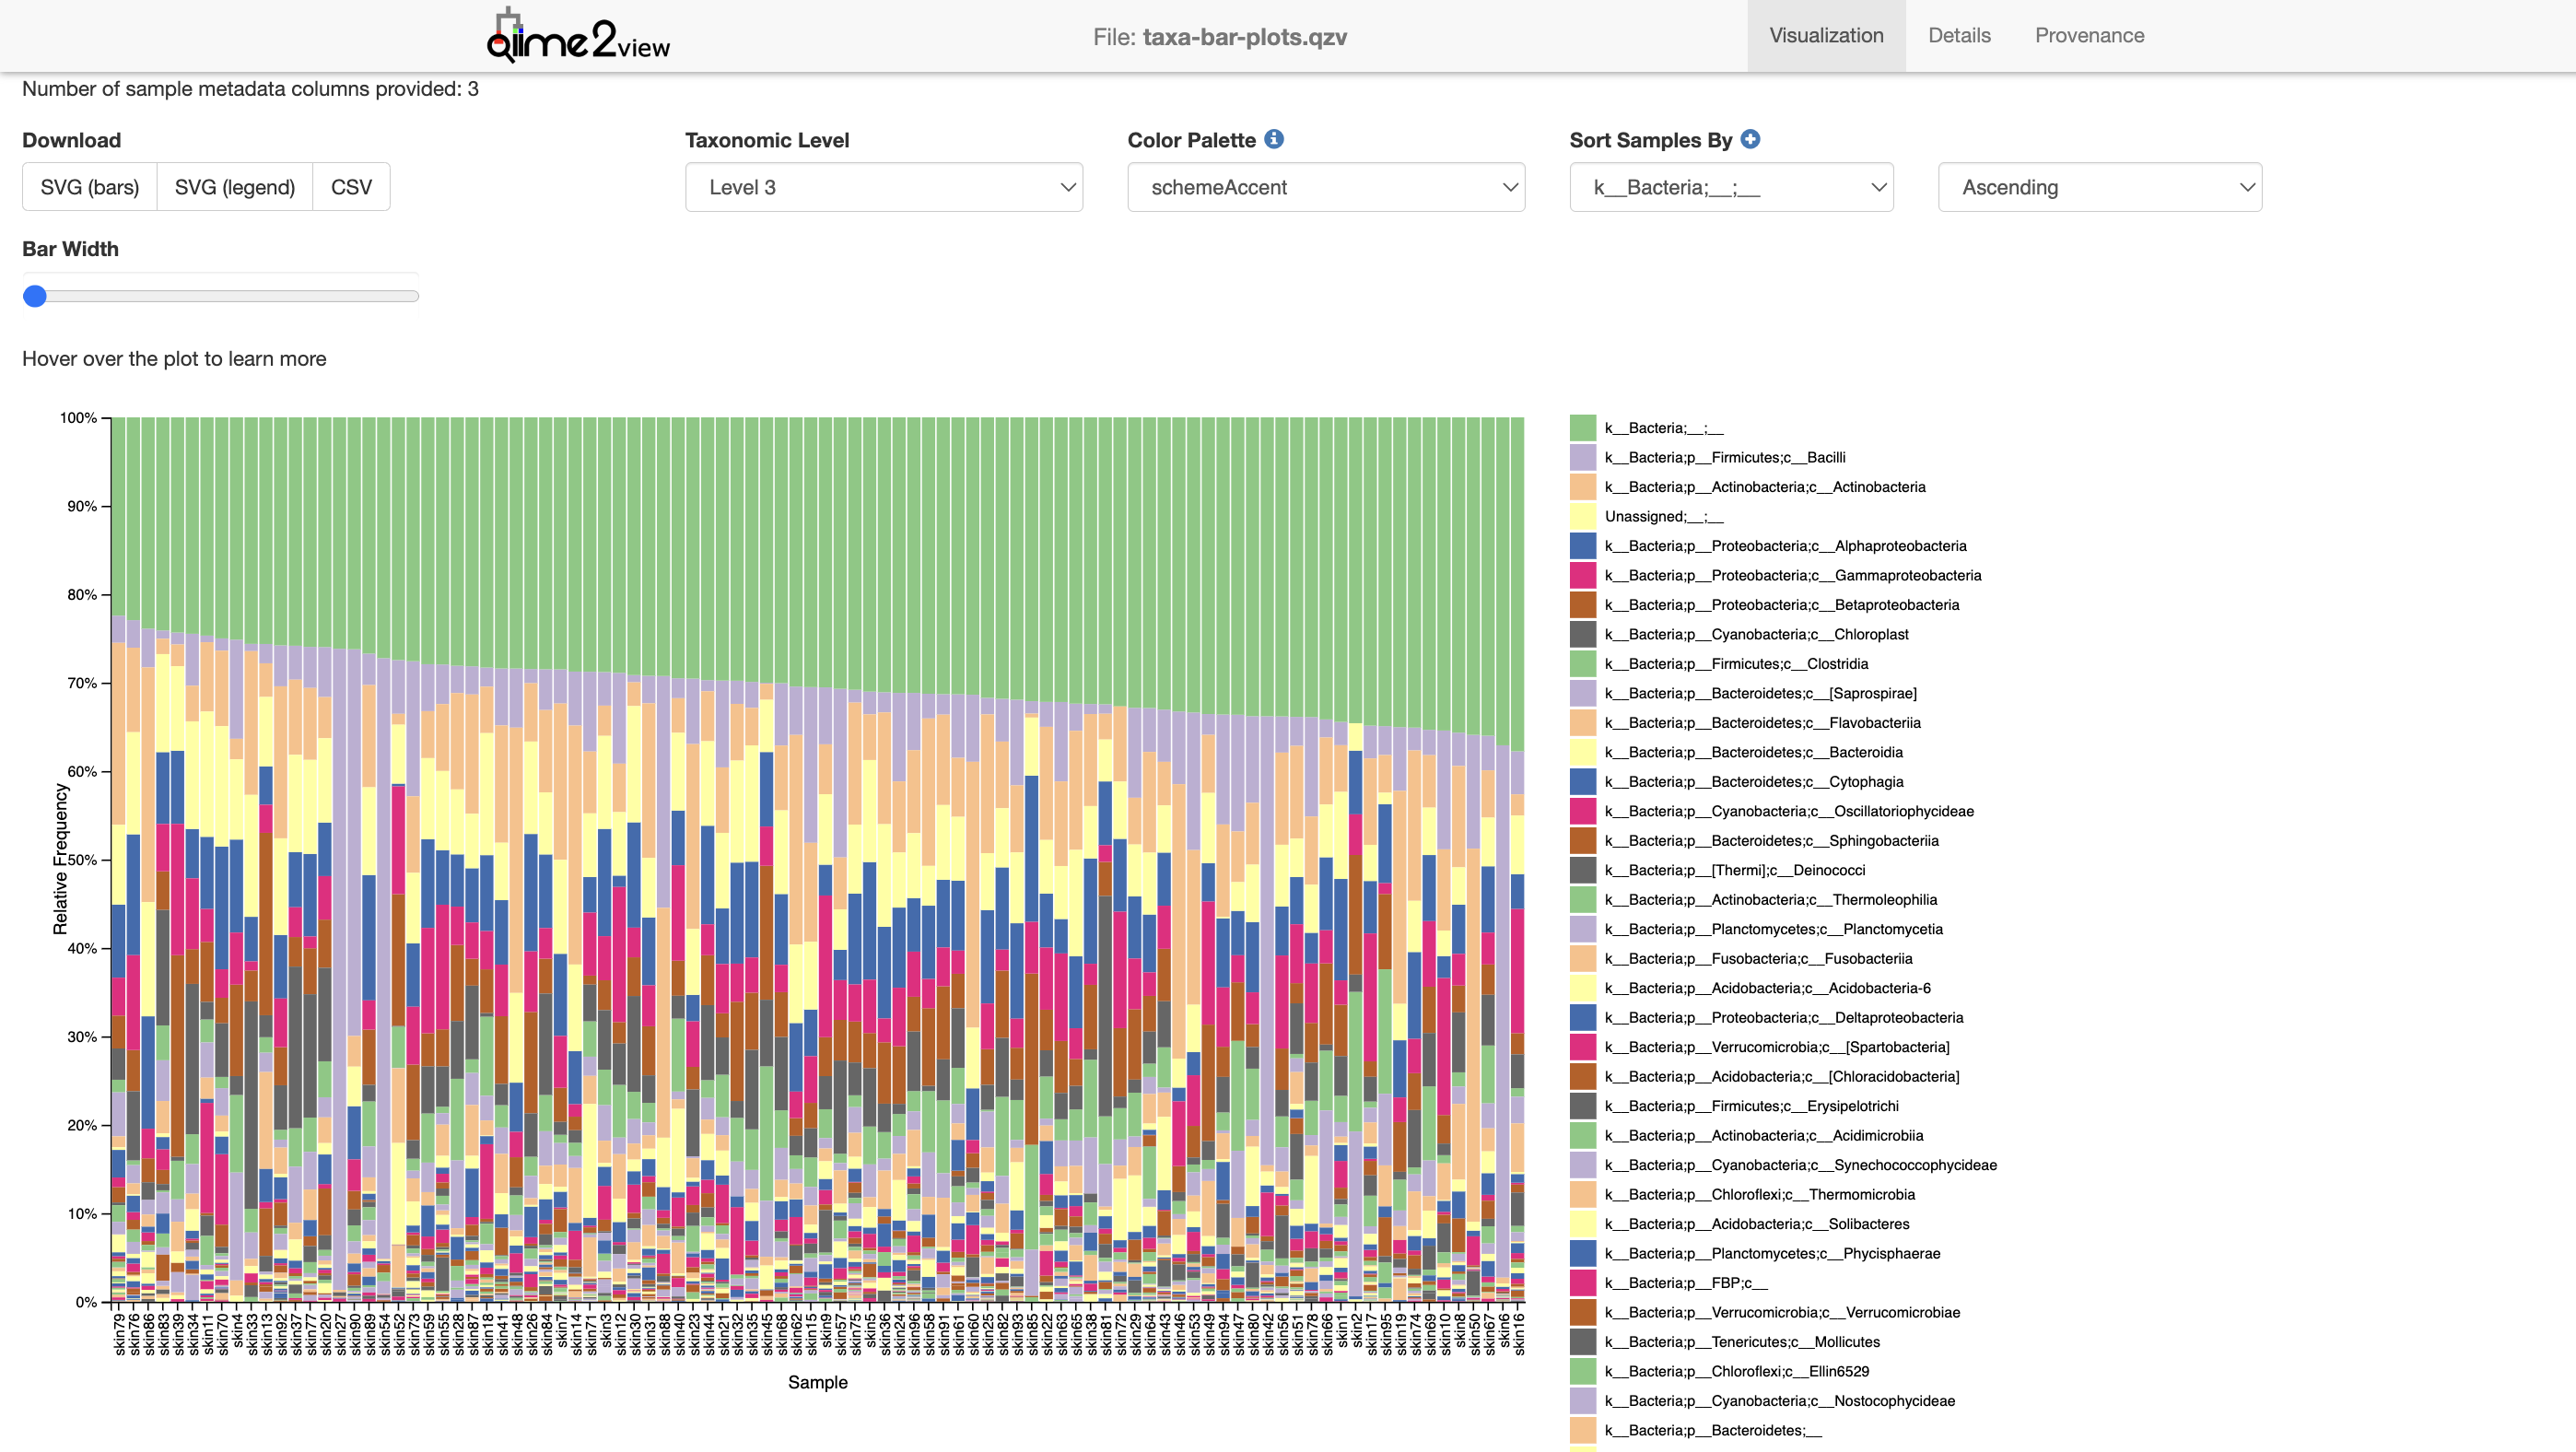 qiime2view
File: taxa-bar-plots.qzv
Visualization
Details
Provenance
Number of sample metadata columns provided: 3
Download
Taxonomic Level
Color Palette
Sort Samples By
SVG (bars)
SVG (legend)
CSV
Level 3
schemeAccent
k__Bacteria;__;__
Ascending
Bar Width
Hover over the plot to learn more
100%
90%
80%
70%
60%
50%
40%
30%
20%
10%
0%
Relative Frequency
skin79
skin76
skin86
skin83
skin39
skin34
skin11
skin70
skin4
skin33
skin13
skin92
skin37
skin77
skin20
skin27
skin90
skin89
skin54
skin52
skin73
skin59
skin55
skin28
skin87
skin18
skin41
skin48
skin26
skin84
skin7
skin14
skin71
skin3
skin12
skin30
skin31
skin88
skin40
skin23
skin44
skin21
skin32
skin35
skin45
skin68
skin62
skin15
skin9
skin57
skin75
skin5
skin36
skin24
skin96
skin58
skin91
skin61
skin60
skin25
skin82
skin93
skin85
skin22
skin63
skin65
skin38
skin81
skin72
skin29
skin64
skin43
skin46
skin53
skin49
skin94
skin47
skin80
skin42
skin56
skin51
skin78
skin66
skin1
skin2
skin17
skin95
skin19
skin74
skin69
skin10
skin8
skin50
skin67
skin6
skin16
Sample
k__Bacteria;__;__
k__Bacteria;p__Firmicutes;c__Bacilli
k__Bacteria;p__Actinobacteria;c__Actinobacteria
Unassigned;__;__
k__Bacteria;p__Proteobacteria;c__Alphaproteobacteria
k__Bacteria;p__Proteobacteria;c__Gammaproteobacteria
k__Bacteria;p__Proteobacteria;c__Betaproteobacteria
k__Bacteria;p__Cyanobacteria;c__Chloroplast
k__Bacteria;p__Firmicutes;c__Clostridia
k__Bacteria;p__Bacteroidetes;c__[Saprospirae]
k__Bacteria;p__Bacteroidetes;c__Flavobacteriia
k__Bacteria;p__Bacteroidetes;c__Bacteroidia
k__Bacteria;p__Bacteroidetes;c__Cytophagia
k__Bacteria;p__Cyanobacteria;c__Oscillatoriophycideae
k__Bacteria;p__Bacteroidetes;c__Sphingobacteriia
k__Bacteria;p__[Thermi];c__Deinococci
k__Bacteria;p__Actinobacteria;c__Thermoleophilia
k__Bacteria;p__Planctomycetes;c__Planctomycetia
k__Bacteria;p__Fusobacteria;c__Fusobacteriia
k__Bacteria;p__Acidobacteria;c__Acidobacteria-6
k__Bacteria;p__Proteobacteria;c__Deltaproteobacteria
k__Bacteria;p__Verrucomicrobia;c__[Spartobacteria]
k__Bacteria;p__Acidobacteria;c__[Chloracidobacteria]
k__Bacteria;p__Firmicutes;c__Erysipelotrichi
k__Bacteria;p__Actinobacteria;c__Acidimicrobiia
k__Bacteria;p__Cyanobacteria;c__Synechococcophycideae
k__Bacteria;p__Chloroflexi;c__Thermomicrobia
k__Bacteria;p__Acidobacteria;c__Solibacteres
k__Bacteria;p__Planctomycetes;c__Phycisphaerae
k__Bacteria;p__FBP;c__
k__Bacteria;p__Verrucomicrobia;c__Verrucomicrobiae
k__Bacteria;p__Tenericutes;c__Mollicutes
k__Bacteria;p__Chloroflexi;c__Ellin6529
k__Bacteria;p__Cyanobacteria;c__Nostocophycideae
k__Bacteria;p__Bacteroidetes;__